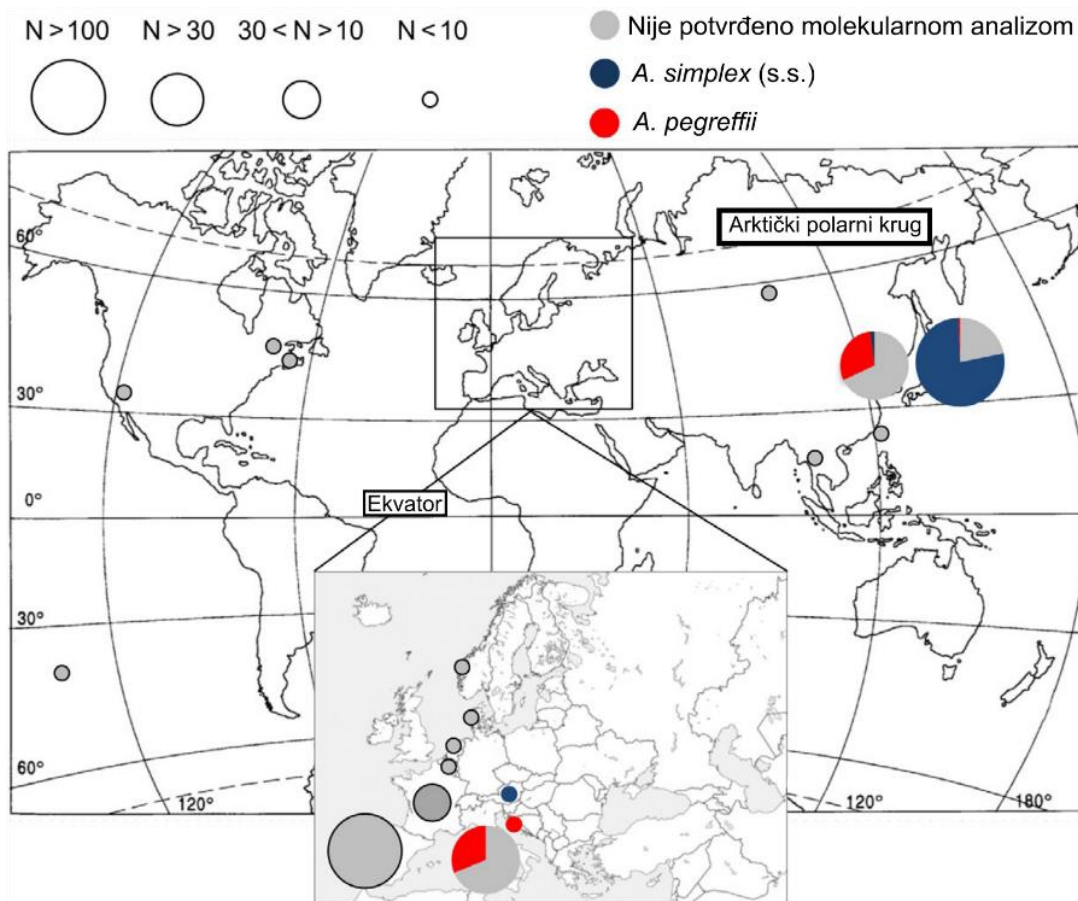 N > 100 N > 30 30 < N > 10 N < 10
Nije potvrđeno molekularnom analizom
A. simplex (s.s.)
A. pegreffii
Arktički polarni krug
60°
30°
0°
Ekvator
30°
60°
120°
120°
180°